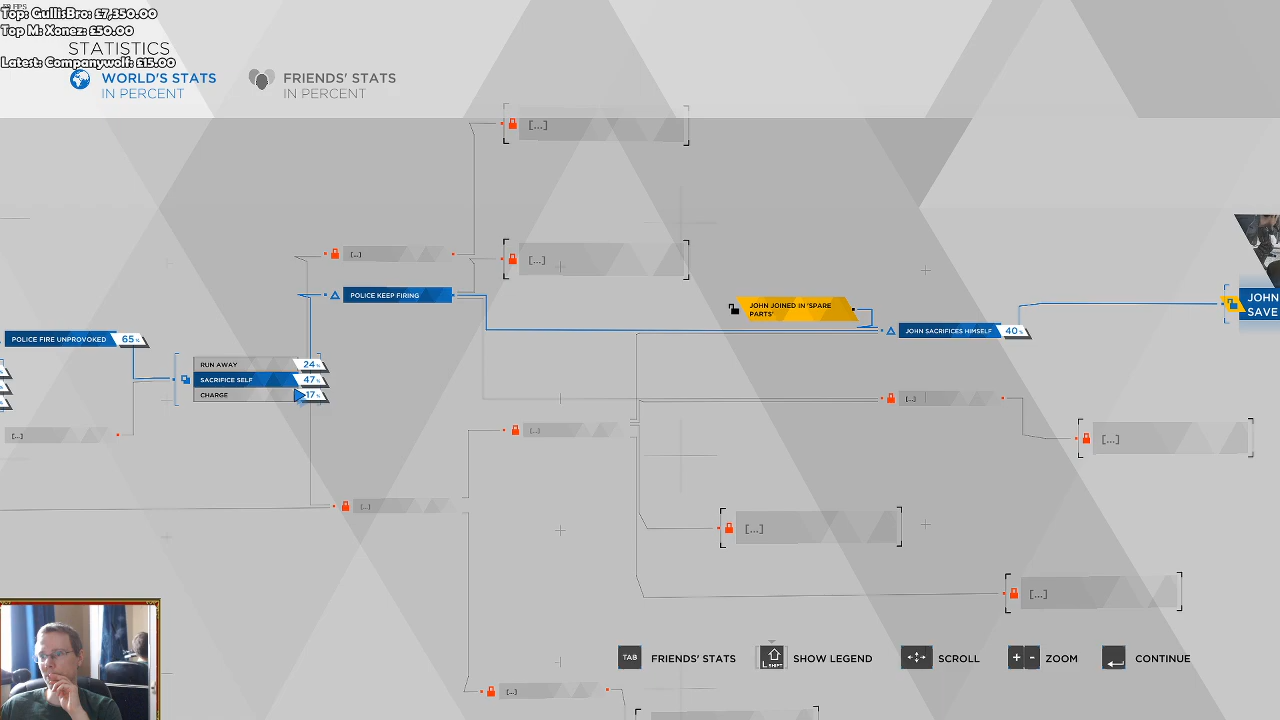 Top: GullisBro: £7,350.00
Top M: Xonez: £50.00
STATISTICS
Latest: Companywolf: £15.00
WORLD'S STATS
IN PERCENT
FRIENDS' STATS
IN PERCENT
[...]
[...]
[...]
POLICE KEEP FIRING
JOHN JOINED IN 'SPARE
PARTS'
JOHN
SAVE
JOHN SACRIFICES HIMSELF 40%
POLICE FIRE UNPROVOKED 65%
RUN AWAY 24%
SACRIFICE SELF 47%
CHARGE 17%
[...]
[...]
[...]
[...]
[...]
[...]
[...]
TAB FRIENDS' STATS
L SHIFT SHOW LEGEND
SCROLL
+ - ZOOM
CONTINUE
[...]